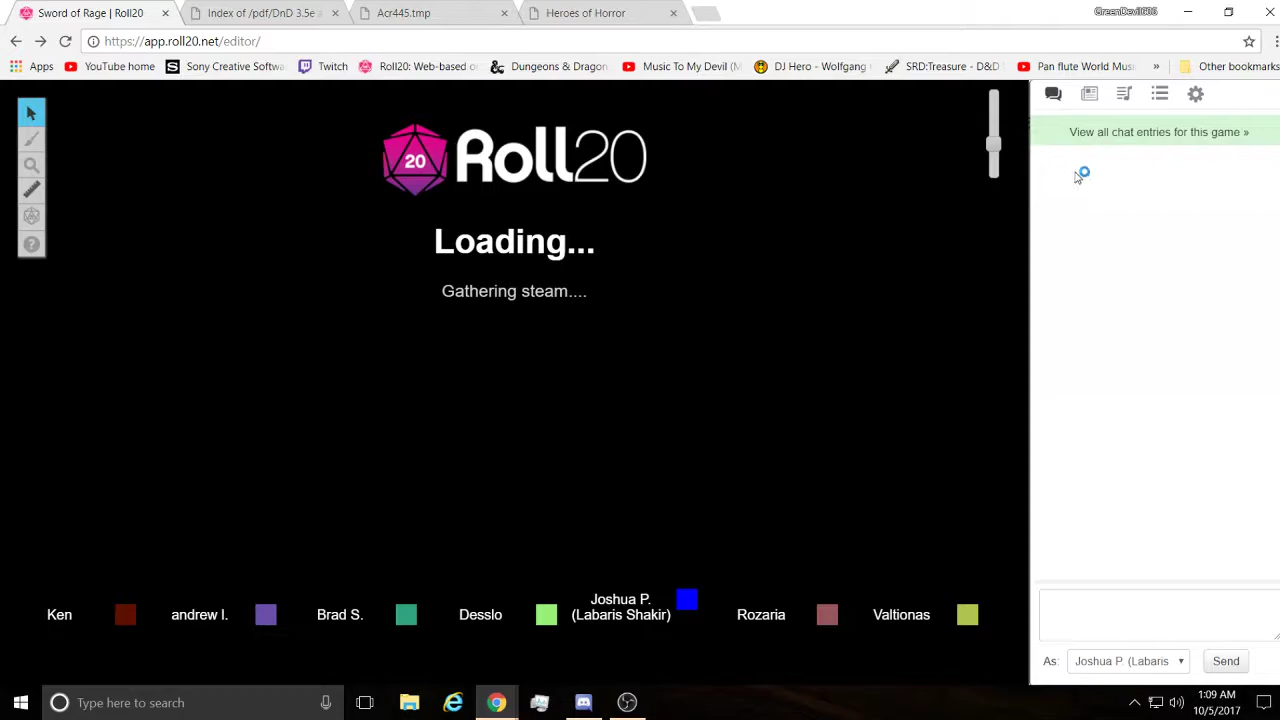 Sword of Rage | Roll20
Index of /pdf/DnD 3.5e a
Acr445.tmp
Heroes of Horror
GreenDevil666
https://app.roll20.net/editor/
Apps
YouTube home
Sony Creative Softwa
Twitch
Roll20: Web-based o
Dungeons & Dragon
Music To My Devil (M
DJ Hero - Wolfgang
SRD:Treasure - D&D
Pan flute World Mus
»
Other bookmarks
View all chat entries for this game »
20
Roll20
Loading...
Gathering steam....
Ken
andrew l.
Brad S.
Desslo
Joshua P.
(Labaris Shakir)
Rozaria
Valtionas
As:
Joshua P. (Labaris
Send
Type here to search
1:09 AM
10/5/2017